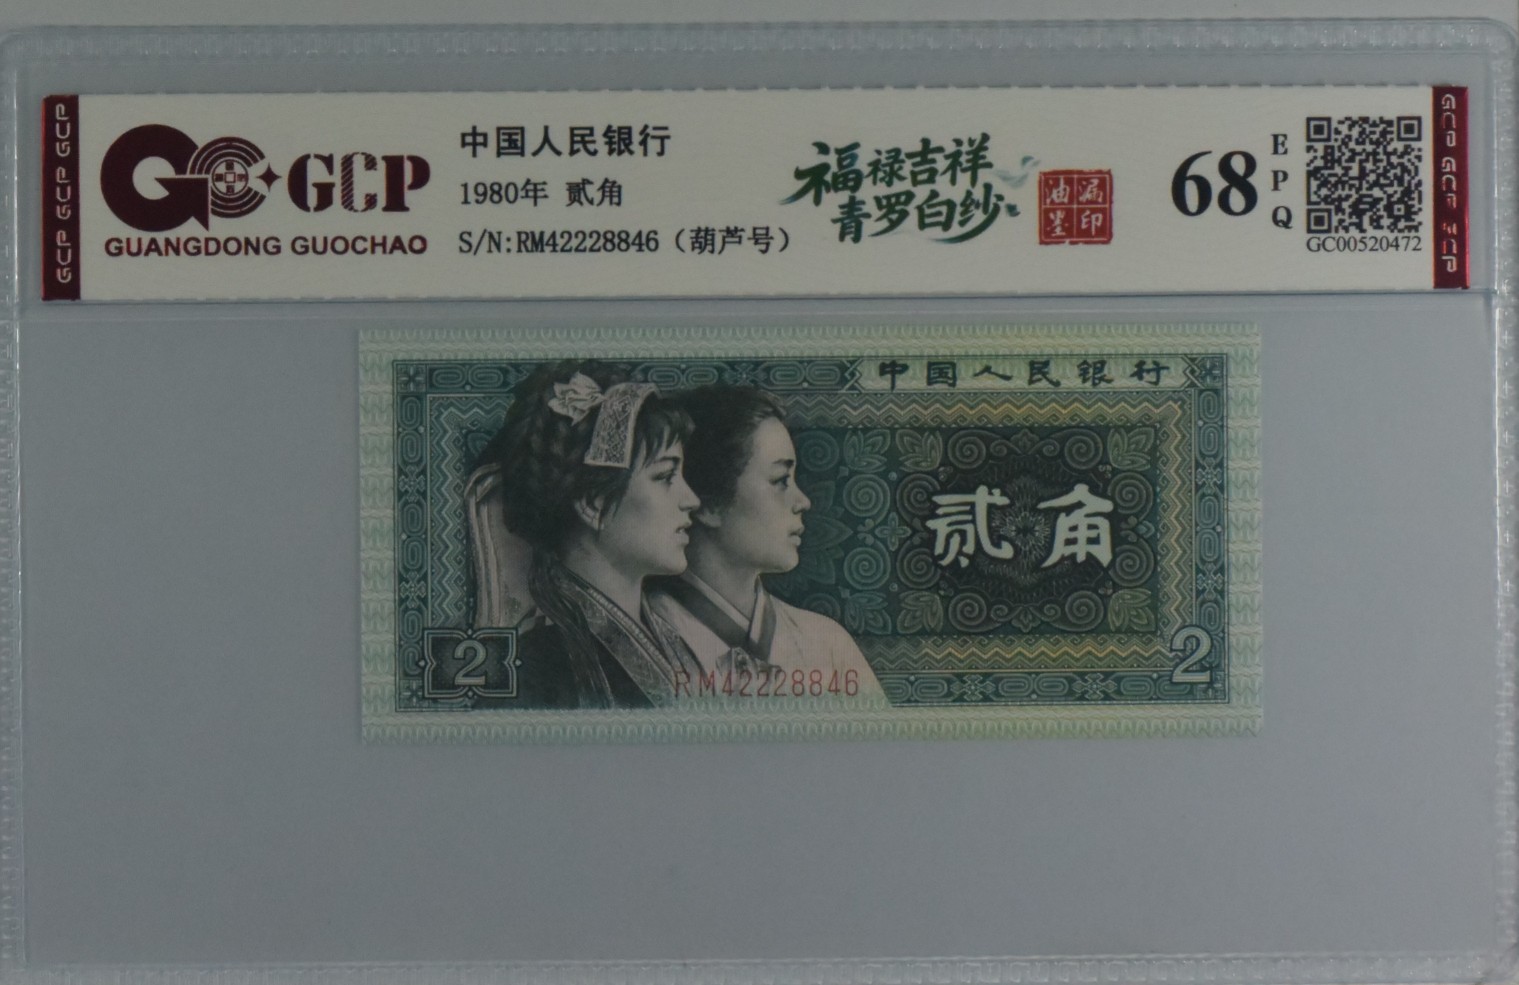 GCP GCP GCP
GCP
GUANGDONG GUOCHAO
中国人民银行
1980年 贰角
S/N:RM42228846（葫芦号）
福禄吉祥
青罗白纱
油漏
墨印
68
EPQ
GC00520472
GCP GCP GCP
中国人民银行
贰角
2
2
RM42228846